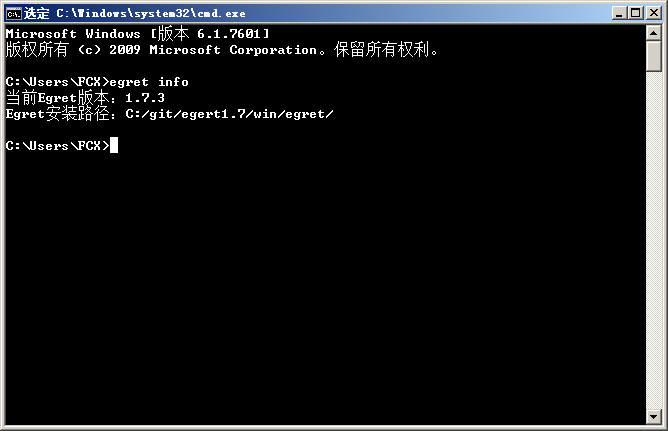 选定 C:\Windows\system32\cmd.exe
Microsoft Windows [版本 6.1.7601]
版权所有 (c) 2009 Microsoft Corporation。保留所有权利。
C:\Users\FCX>egret info
当前Egret版本：1.7.3
Egret安装路径：C:/git/egert1.7/win/egret/
C:\Users\FCX>